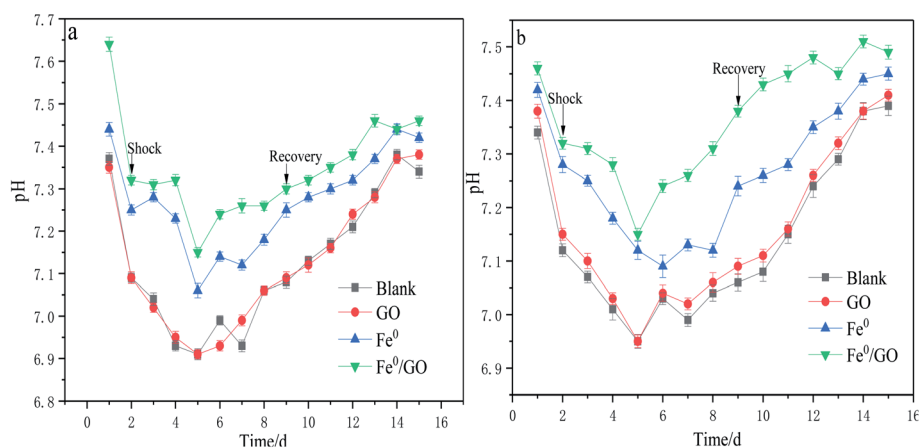 a
7.7
7.6
7.5
7.4
7.3
7.2
7.1
7.0
6.9
6.8
pH
Shock
Recovery
Blank
GO
Fe⁰
Fe⁰/GO
0 2 4 6 8 10 12 14 16
Time/d
b
7.5
7.4
7.3
7.2
7.1
7.0
6.9
pH
Shock
Recovery
Blank
GO
Fe⁰
Fe⁰/GO
0 2 4 6 8 10 12 14 16
Time/d